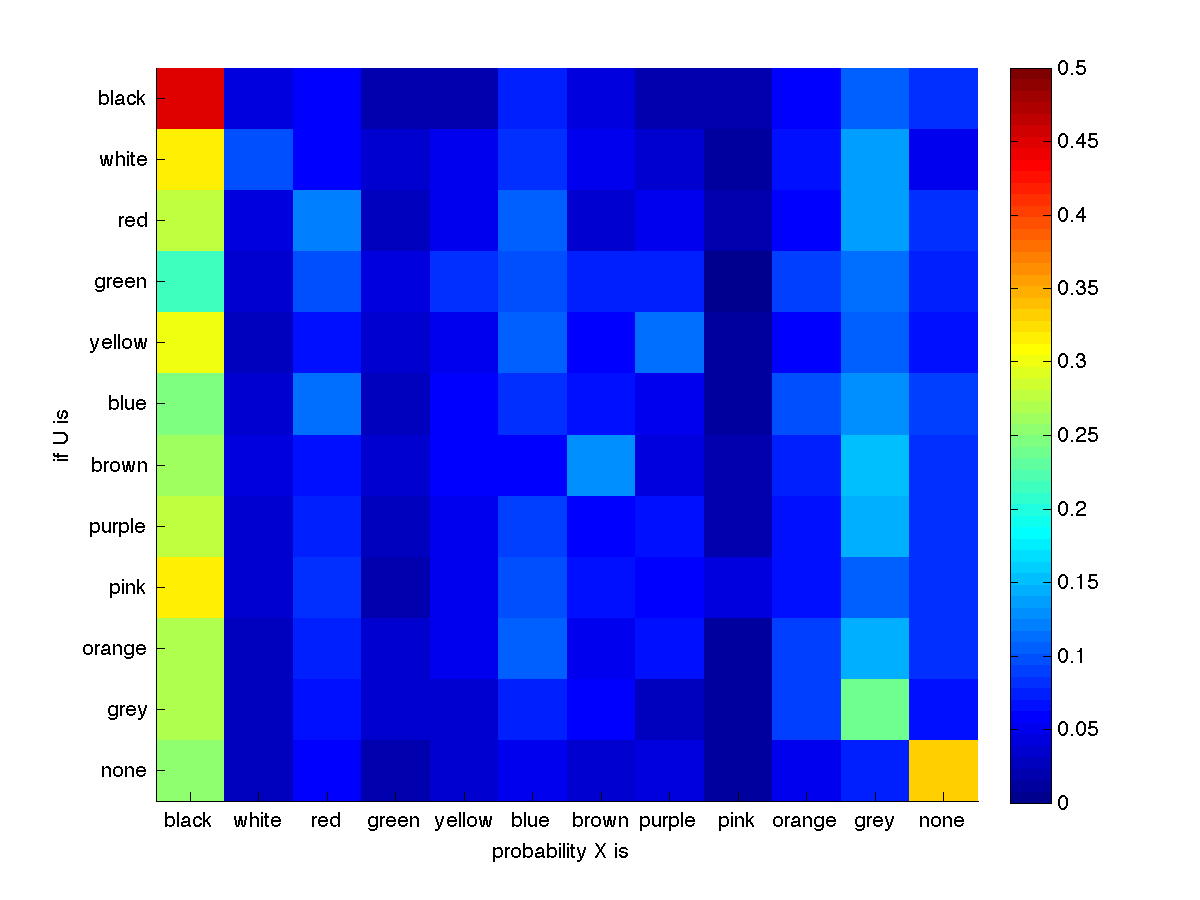 black
white
red
green
yellow
blue
brown
purple
pink
orange
grey
none
if U is
black white red green yellow blue brown purple pink orange grey none
probability X is
0.5
0.45
0.4
0.35
0.3
0.25
0.2
0.15
0.1
0.05
0